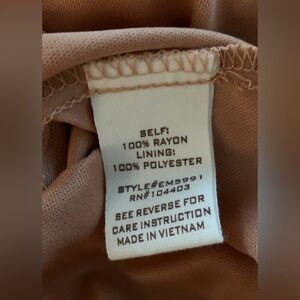 SELF:
100% RAYON
LINING:
100% POLYESTER
STYLE#EM5991
RN#104403
SEE REVERSE FOR
CARE INSTRUCTION
MADE IN VIETNAM